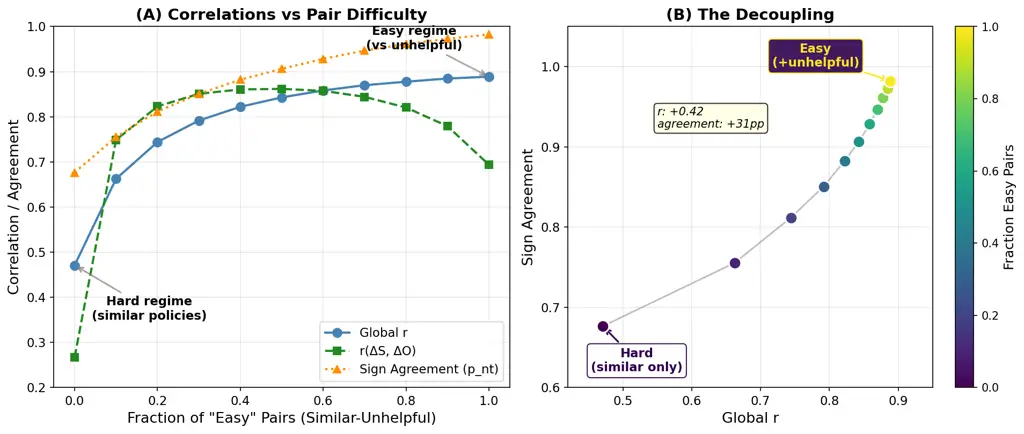 (A) Correlations vs Pair Difficulty
Correlation / Agreement
1.0
0.9
0.8
0.7
0.6
0.5
0.4
0.3
0.2
Easy regime
(vs unhelpful)
Hard regime
(similar policies)
Global r
r(ΔS, ΔO)
Sign Agreement (p_nt)
0.0
0.2
0.4
0.6
0.8
1.0
Fraction of "Easy" Pairs (Similar-Unhelpful)
(B) The Decoupling
Sign Agreement
1.0
0.9
0.8
0.7
0.6
Easy
(+unhelpful)
r: +0.42
agreement: +31pp
Hard
(similar only)
0.5
0.6
0.7
0.8
0.9
Global r
1.0
0.8
0.6
0.4
0.2
0.0
Fraction Easy Pairs